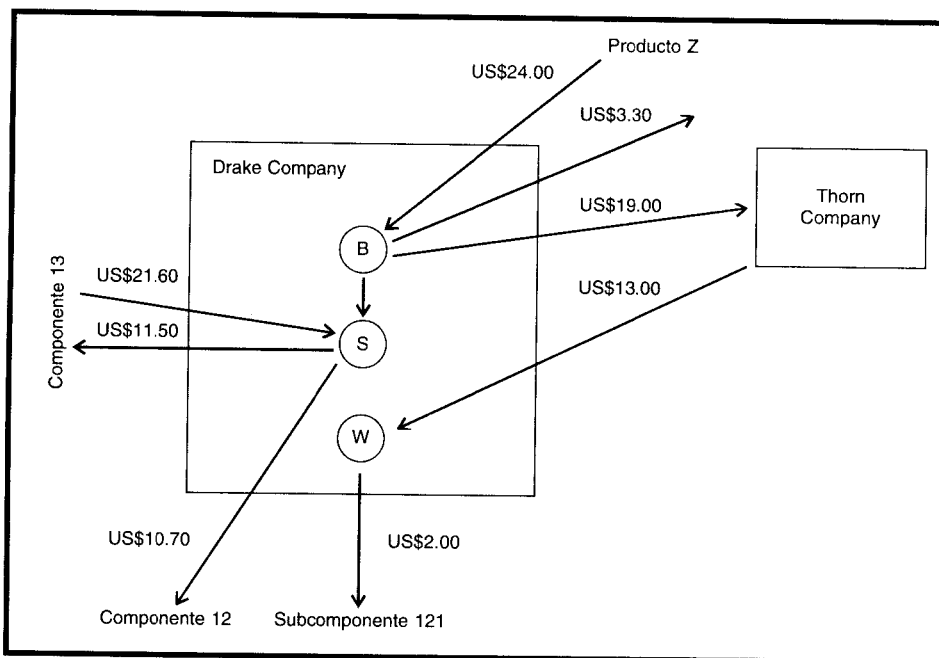 Producto Z
US$24.00
US$3.30
Drake Company
Thorn
Company
US$19.00
B
Componente 13
US$21.60
US$13.00
US$11.50
S
W
US$10.70
US$2.00
Componente 12
Subcomponente 121